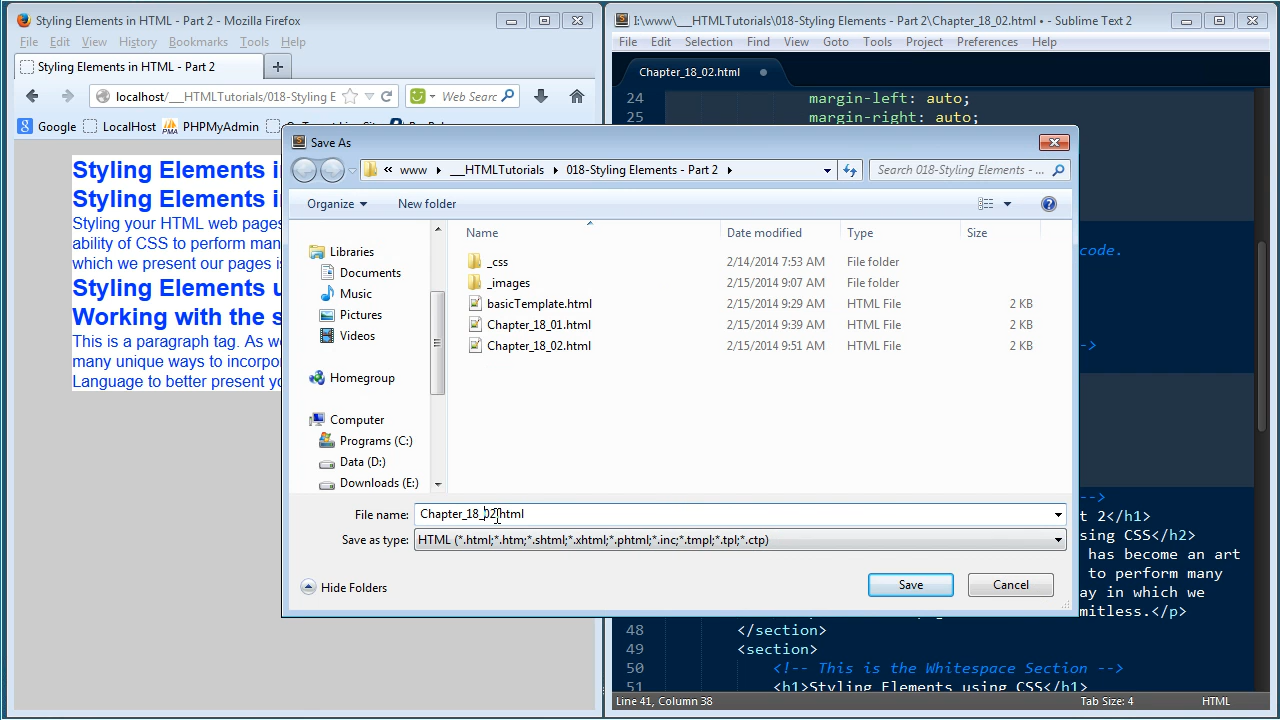 Styling Elements in HTML - Part 2 - Mozilla Firefox
File Edit View History Bookmarks Tools Help
Styling Elements in HTML - Part 2
localhost/___HTMLTutorials/018-Styling E
Web Searc
Google LocalHost PHPMyAdmin
Styling Elements i
Styling Elements i
Styling your HTML web pages
ability of CSS to perform man
which we present our pages is
Styling Elements u
Working with the s
This is a paragraph tag. As we
many unique ways to incorpor
Language to better present yo
I:\www\___HTMLTutorials\018-Styling Elements - Part 2\Chapter_18_02.html • - Sublime Text 2
File Edit Selection Find View Goto Tools Project Preferences Help
Chapter_18_02.html
24 margin-left: auto;
25 margin-right: auto;
code.
-->
-->
t 2</h1>
sing CSS</h2>
has become an art
to perform many
ay in which we
mitless.</p>
48 </section>
49 <section>
50 <!-- This is the Whitespace Section -->
51 <h1>Styling Elements using CSS</h1>
Line 41, Column 38 Tab Size: 4 HTML
Save As
« www ▸ ___HTMLTutorials ▸ 018-Styling Elements - Part 2 ▸
Search 018-Styling Elements - ...
Organize New folder
Libraries
Documents
Music
Pictures
Videos
Homegroup
Computer
Programs (C:)
Data (D:)
Downloads (E:)
Name Date modified Type Size
_css 2/14/2014 7:53 AM File folder
_images 2/15/2014 9:07 AM File folder
basicTemplate.html 2/15/2014 9:29 AM HTML File 2 KB
Chapter_18_01.html 2/15/2014 9:39 AM HTML File 2 KB
Chapter_18_02.html 2/15/2014 9:51 AM HTML File 2 KB
File name: Chapter_18_02.html
Save as type: HTML (*.html;*.htm;*.shtml;*.xhtml;*.phtml;*.inc;*.tmpl;*.tpl;*.ctp)
Hide Folders Save Cancel